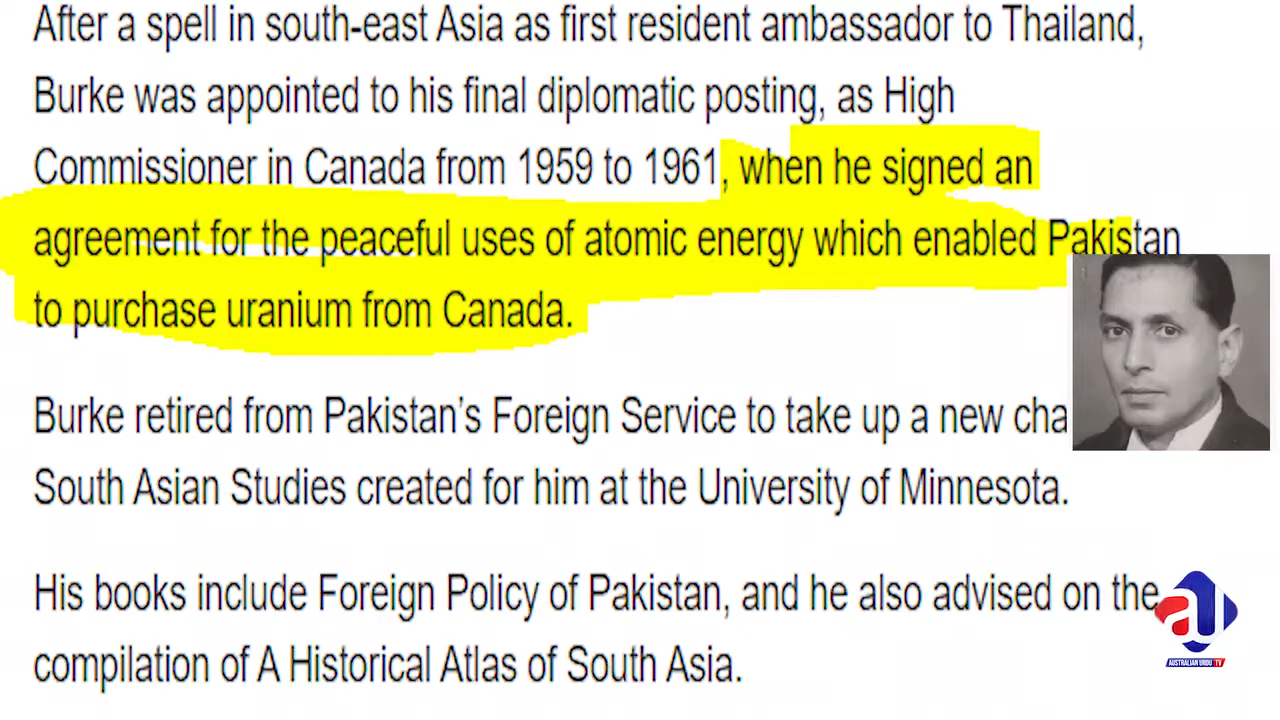 After a spell in south-east Asia as first resident ambassador to Thailand,
Burke was appointed to his final diplomatic posting, as High
Commissioner in Canada from 1959 to 1961, when he signed an
agreement for the peaceful uses of atomic energy which enabled Pakistan
to purchase uranium from Canada.
Burke retired from Pakistan’s Foreign Service to take up a new cha
South Asian Studies created for him at the University of Minnesota.
His books include Foreign Policy of Pakistan, and he also advised on the
compilation of A Historical Atlas of South Asia.
AUSTRALIAN URDU TV